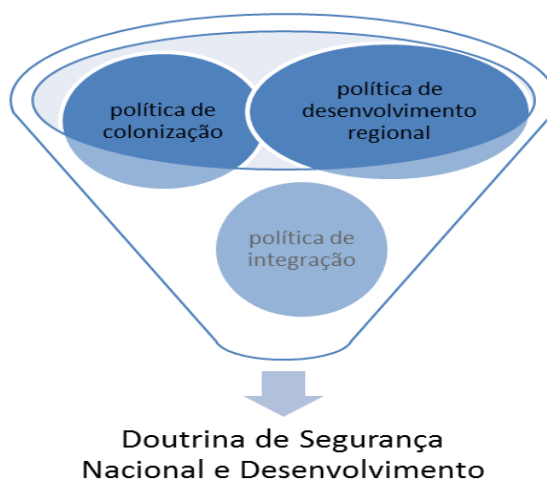 política de
colonização
política de
desenvolvimento
regional
política de
integração
Doutrina de Segurança
Nacional e Desenvolvimento